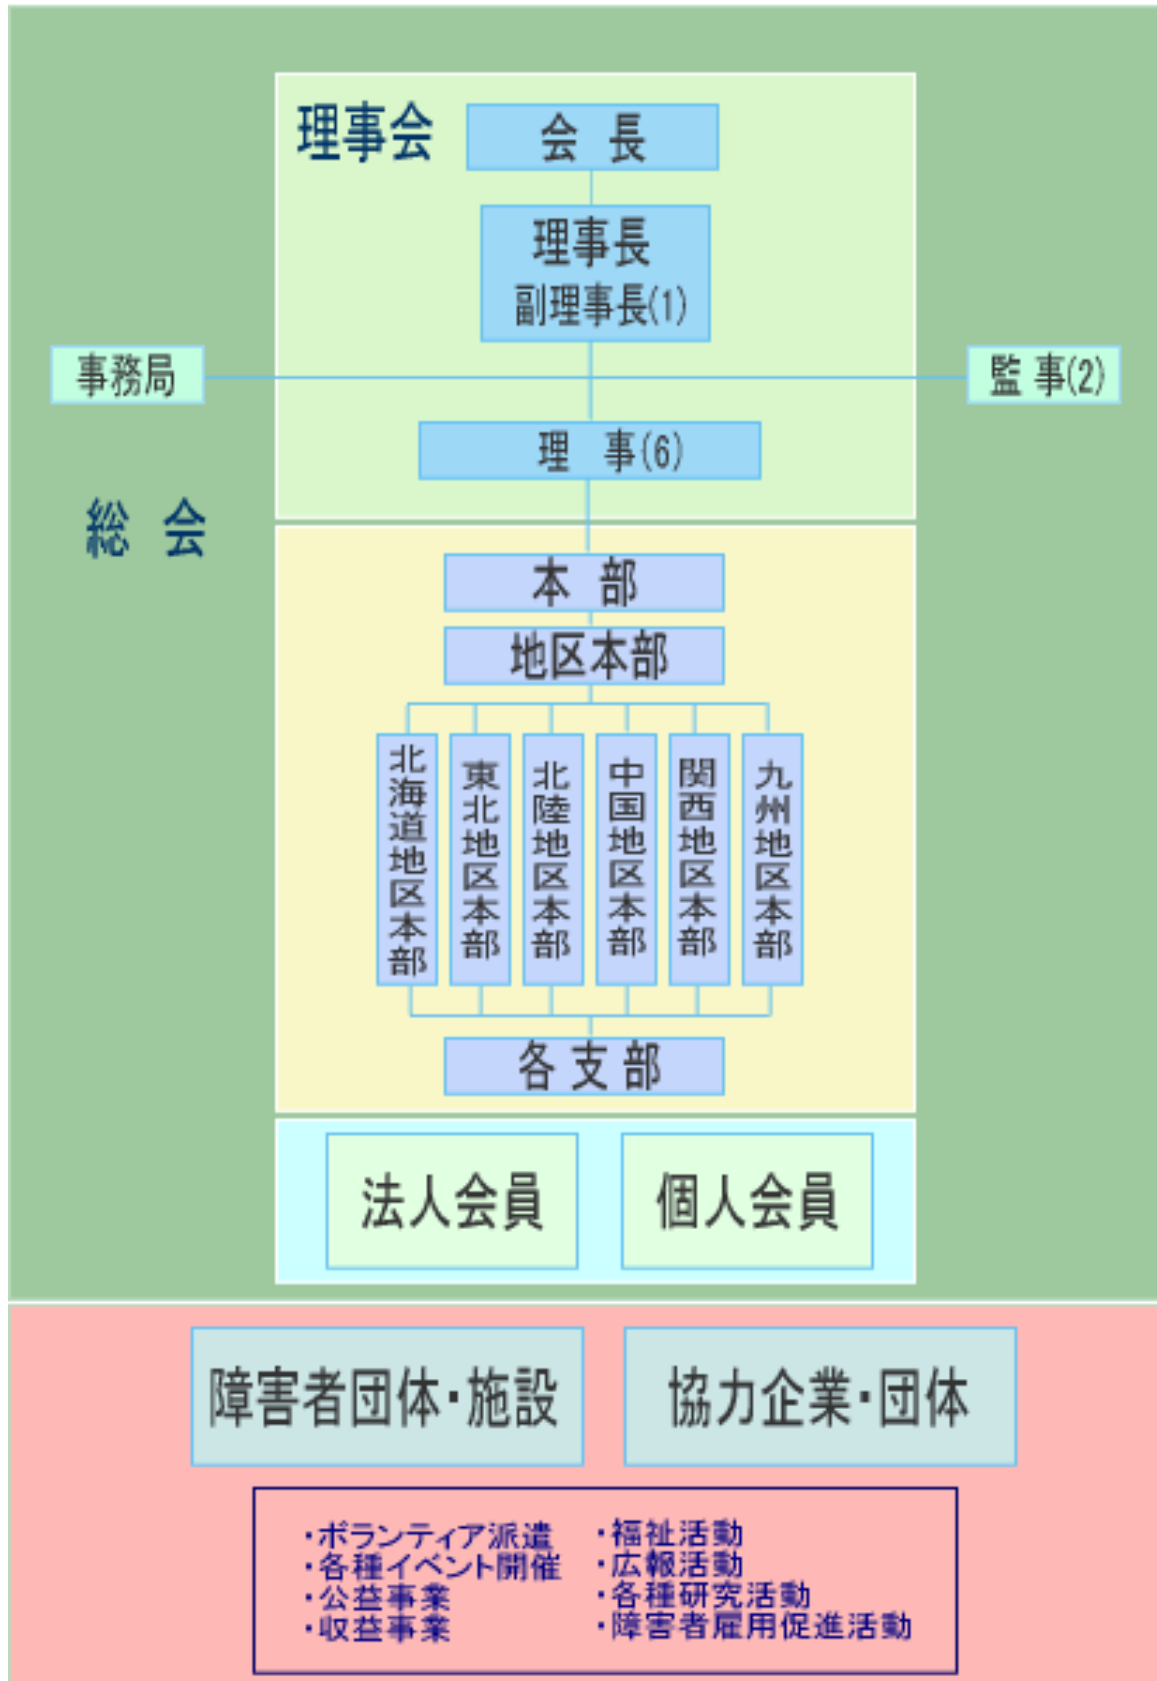 理事会
会 長
理事長
副理事長(1)
事務局
監 事(2)
理 事(6)
総 会
本 部
地区本部
北海道地区本部
東北地区本部
北陸地区本部
中国地区本部
関西地区本部
九州地区本部
各支部
法人会員
個人会員
障害者団体・施設
協力企業・団体
・ボランティア派遣
・各種イベント開催
・公益事業
・収益事業
・福祉活動
・広報活動
・各種研究活動
・障害者雇用促進活動